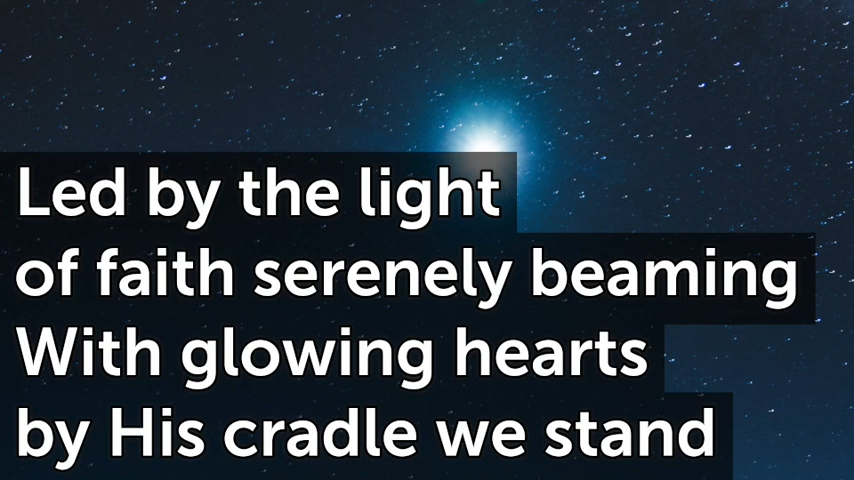 Led by the light
of faith serenely beaming
With glowing hearts
by His cradle we stand